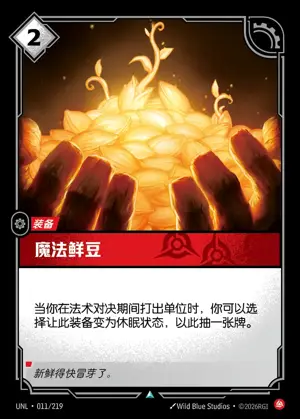 2
装备
魔法鲜豆
当你在法术对决期间打出单位时，你可以选
择让此装备变为休眠状态，以此抽一张牌。
新鲜得快冒芽了。
UNL • 011/219
Wild Blue Studios • ©2026RGI